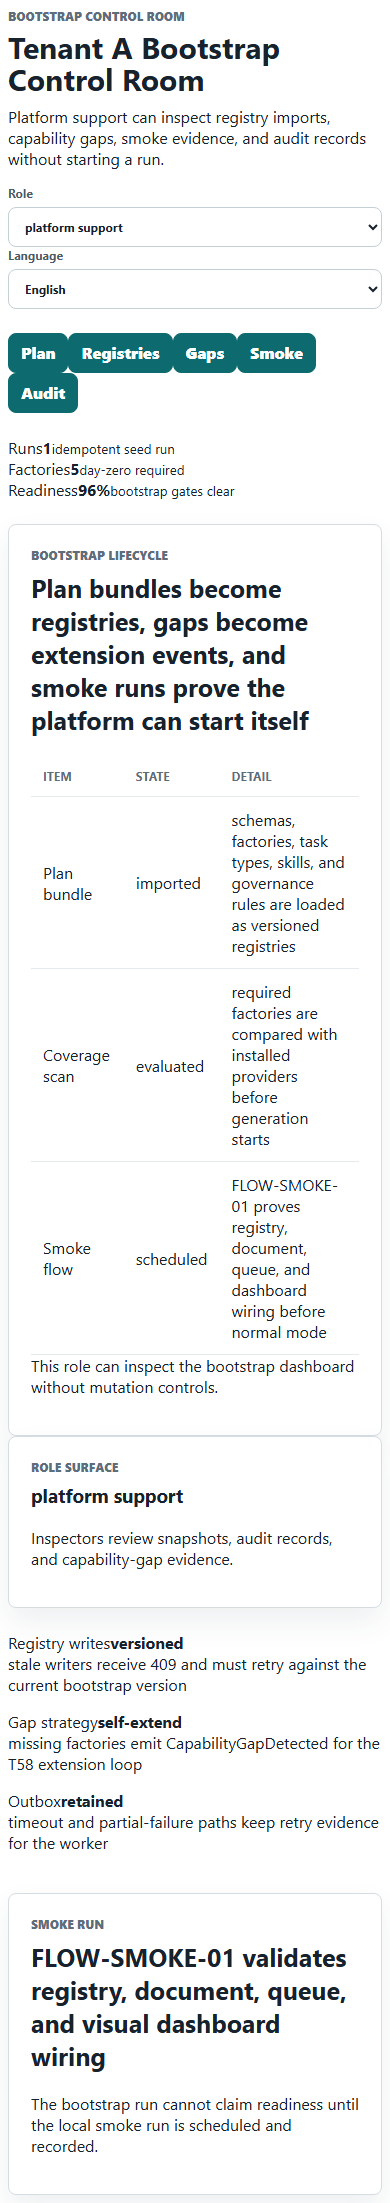 BOOTSTRAP CONTROL ROOM
Tenant A Bootstrap
Control Room
Platform support can inspect registry imports,
capability gaps, smoke evidence, and audit records
without starting a run.
Role
platform support
Language
English
Plan
Registries
Gaps
Smoke
Audit
Runs1idempotent seed run
Factories5day-zero required
Readiness96%bootstrap gates clear
BOOTSTRAP LIFECYCLE
Plan bundles become
registries, gaps become
extension events, and
smoke runs prove the
platform can start itself
ITEM STATE DETAIL
Plan
bundle
imported
schemas,
factories, task
types, skills, and
governance
rules are loaded
as versioned
registries
Coverage
scan
evaluated
required
factories are
compared with
installed
providers
before
generation
starts
Smoke
flow
scheduled
FLOW-SMOKE-
01 proves
registry,
document,
queue, and
dashboard
wiring before
normal mode
This role can inspect the bootstrap dashboard
without mutation controls.
ROLE SURFACE
platform support
Inspectors review snapshots, audit records,
and capability-gap evidence.
Registry writesversioned
stale writers receive 409 and must retry against the
current bootstrap version
Gap strategyself-extend
missing factories emit CapabilityGapDetected for the
T58 extension loop
Outboxretained
timeout and partial-failure paths keep retry evidence
for the worker
SMOKE RUN
FLOW-SMOKE-01 validates
registry, document, queue,
and visual dashboard
wiring
The bootstrap run cannot claim readiness until
the local smoke run is scheduled and
recorded.